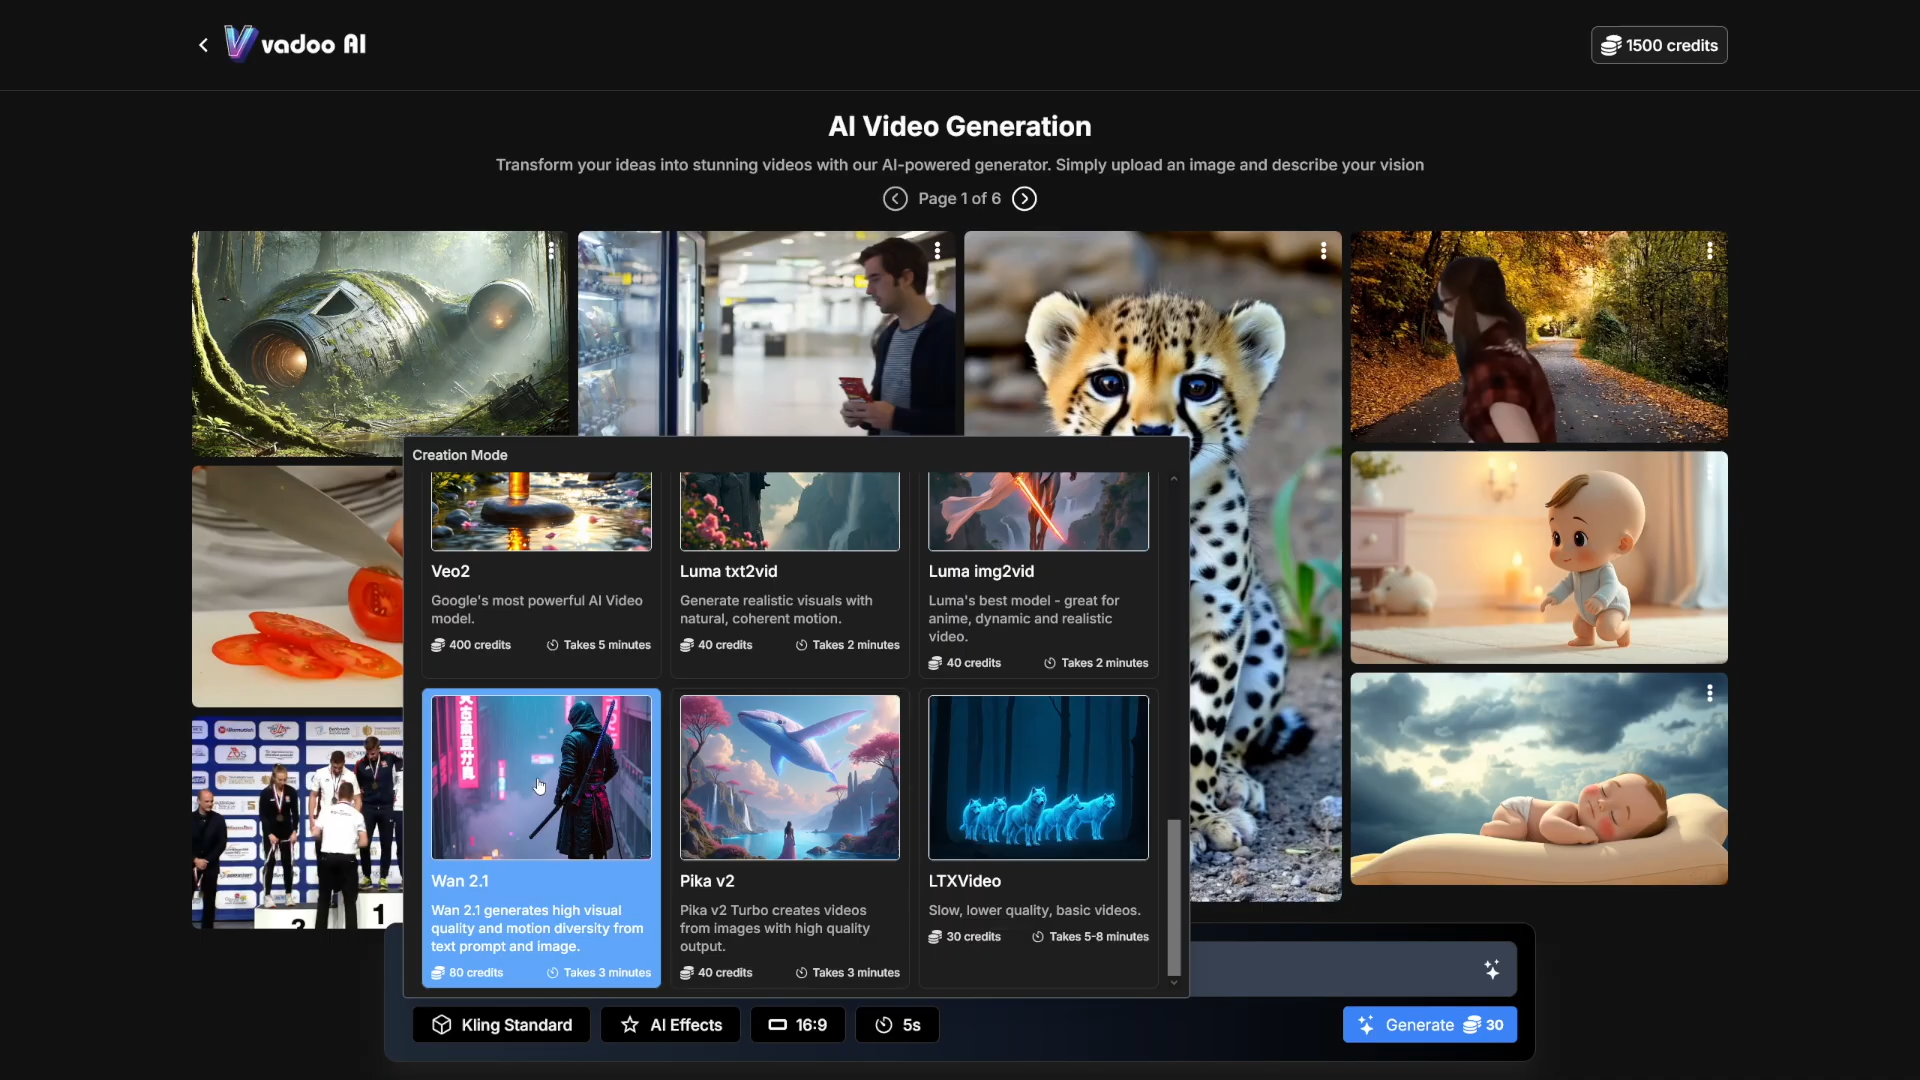 vadoo AI
1500 credits
AI Video Generation
Transform your ideas into stunning videos with our AI-powered generator. Simply upload an image and describe your vision
Page 1 of 6
Creation Mode
Veo2
Google's most powerful AI Video
model.
400 credits
Takes 5 minutes
Luma txt2vid
Generate realistic visuals with
natural, coherent motion.
40 credits
Takes 2 minutes
Luma img2vid
Luma's best model - great for
anime, dynamic and realistic
video.
40 credits
Takes 2 minutes
Wan 2.1
Wan 2.1 generates high visual
quality and motion diversity from
text prompt and image.
80 credits
Takes 3 minutes
Pika v2
Pika v2 Turbo creates videos
from images with high quality
output.
40 credits
Takes 3 minutes
LTXVideo
Slow, lower quality, basic videos.
30 credits
Takes 5-8 minutes
1
Kling Standard
AI Effects
16:9
5s
Generate
30